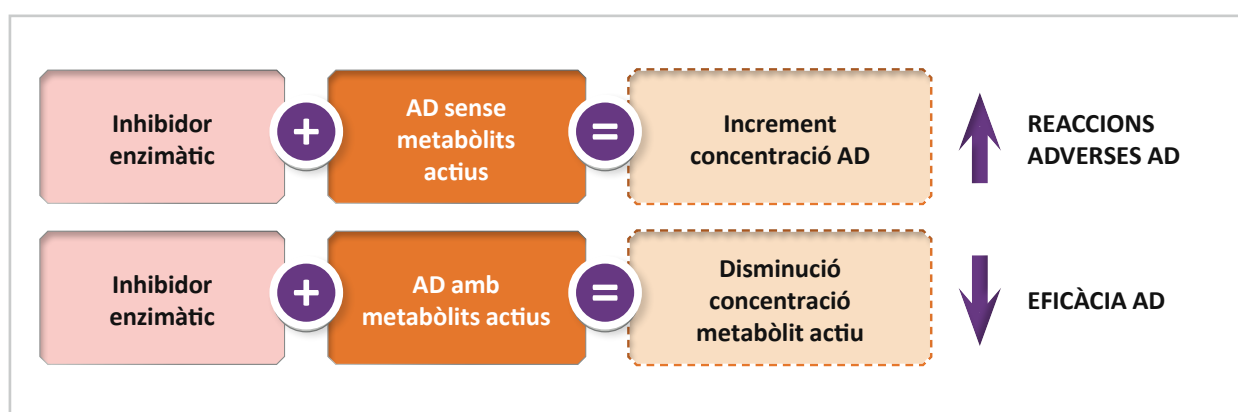 Inhibidor
enzimàtic
+
AD sense
metabòlits
actius
=
Increment
concentració AD
REACCIONS
ADVERSES AD
Inhibidor
enzimàtic
+
AD amb
metabòlits actius
=
Disminució
concentració
metabòlit actiu
EFICÀCIA AD